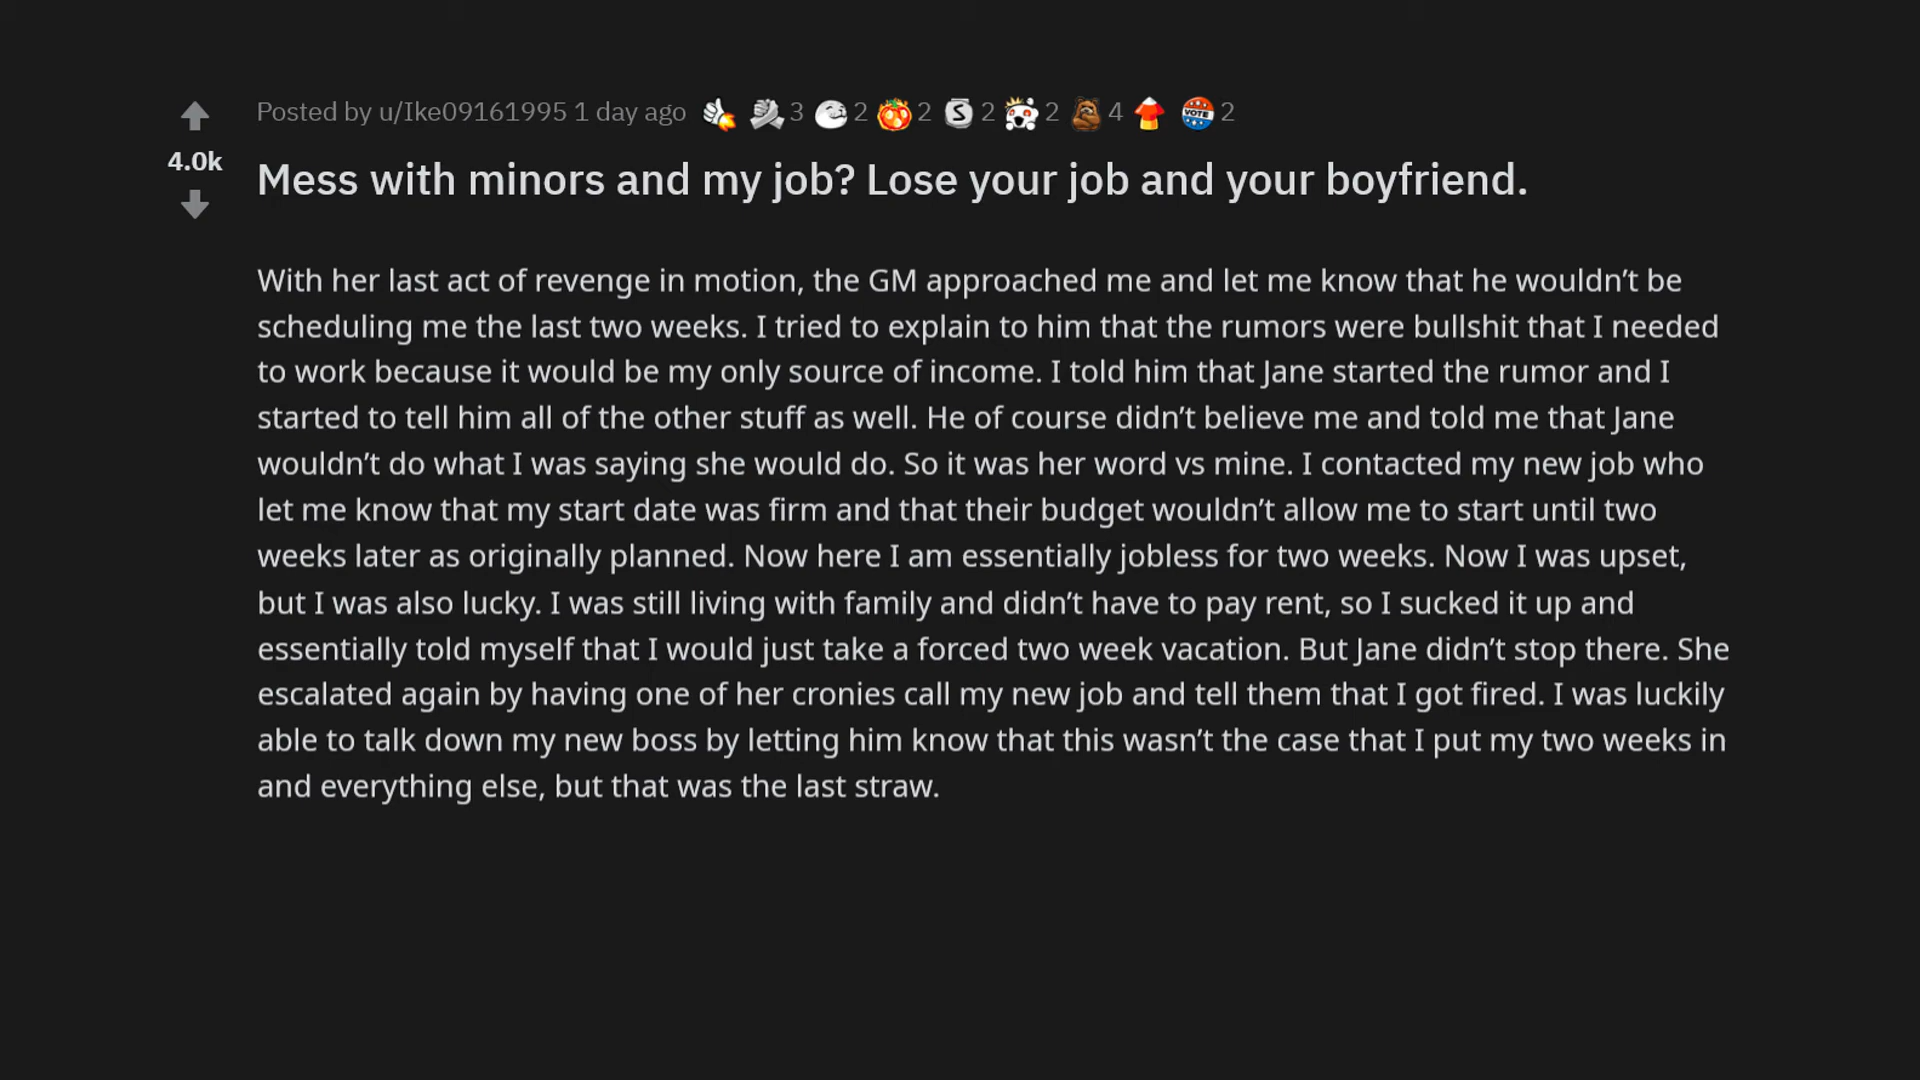 Posted by u/Ike09161995 1 day ago 3 2 2 S 2 2 4 VOTE 2
4.0k
Mess with minors and my job? Lose your job and your boyfriend.
With her last act of revenge in motion, the GM approached me and let me know that he wouldn’t be
scheduling me the last two weeks. I tried to explain to him that the rumors were bullshit that I needed
to work because it would be my only source of income. I told him that Jane started the rumor and I
started to tell him all of the other stuff as well. He of course didn’t believe me and told me that Jane
wouldn’t do what I was saying she would do. So it was her word vs mine. I contacted my new job who
let me know that my start date was firm and that their budget wouldn’t allow me to start until two
weeks later as originally planned. Now here I am essentially jobless for two weeks. Now I was upset,
but I was also lucky. I was still living with family and didn’t have to pay rent, so I sucked it up and
essentially told myself that I would just take a forced two week vacation. But Jane didn’t stop there. She
escalated again by having one of her cronies call my new job and tell them that I got fired. I was luckily
able to talk down my new boss by letting him know that this wasn’t the case that I put my two weeks in
and everything else, but that was the last straw.